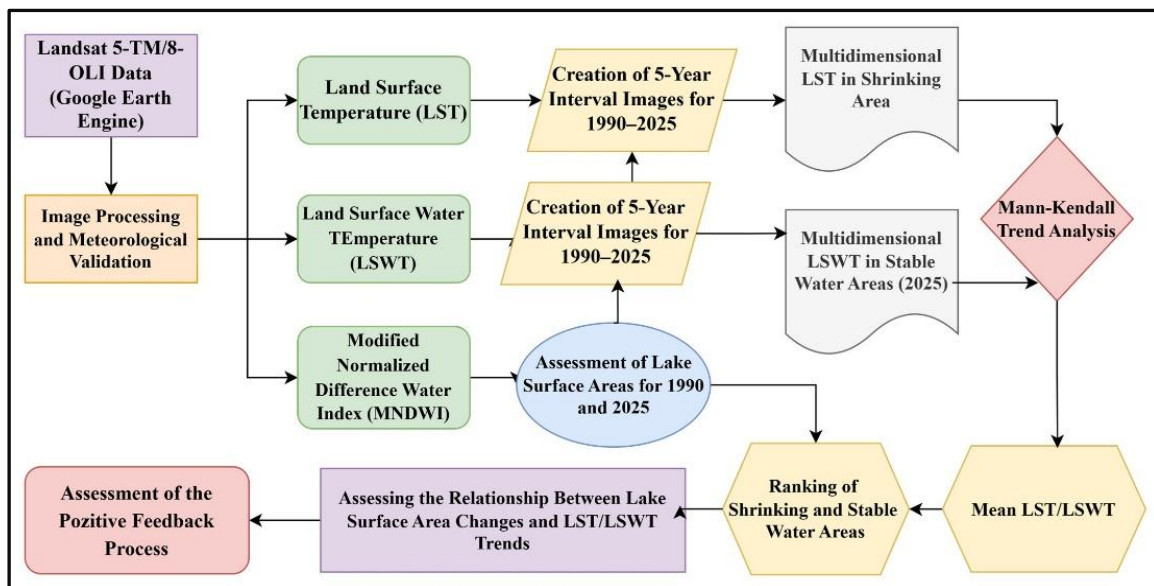 Landsat 5-TM/8-
OLI Data
(Google Earth
Engine)
Land Surface
Temperature (LST)
Creation of 5-Year
Interval Images for
1990–2025
Multidimensional
LST in Shrinking
Area
Image Processing
and Meteorological
Validation
Land Surface Water
TEmperature
(LSWT)
Creation of 5-Year
Interval Images for
1990–2025
Multidimensional
LSWT in Stable
Water Areas (2025)
Mann-Kendall
Trend Analysis
Modified
Normalized
Difference Water
Index (MNDWI)
Assessment of Lake
Surface Areas for 1990
and 2025
Assessment of the
Pozitive Feedback
Process
Assessing the Relationship Between Lake
Surface Area Changes and LST/LSWT
Trends
Ranking of
Shrinking and Stable
Water Areas
Mean LST/LSWT